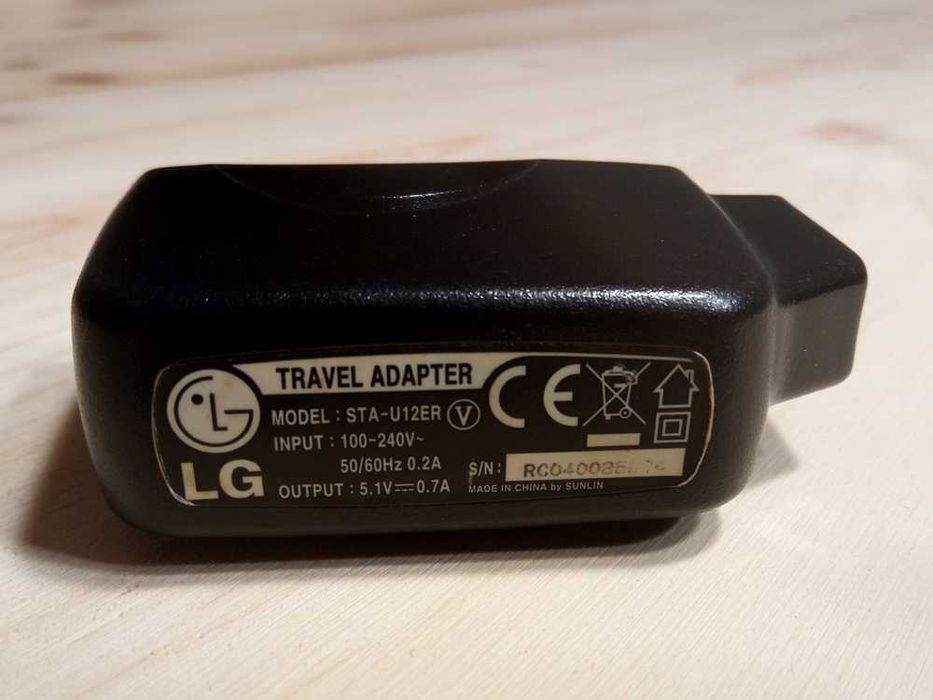 TRAVEL ADAPTER
LG
MODEL : STA-U12ER V
INPUT : 100-240V~
50/60Hz 0.2A
OUTPUT : 5.1V⎓0.7A
CE
S/N :
MADE IN CHINA by SUNLIN